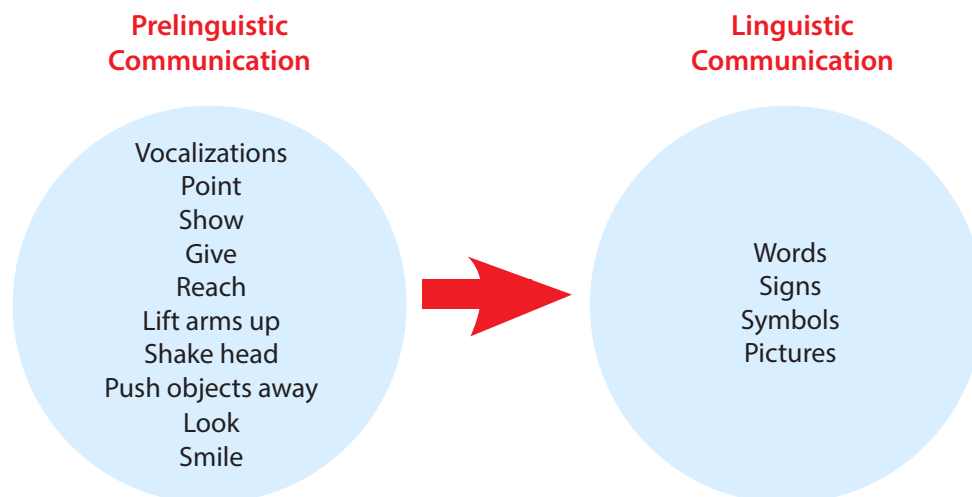 Prelinguistic
Communication
Vocalizations
Point
Show
Give
Reach
Lift arms up
Shake head
Push objects away
Look
Smile
Linguistic
Communication
Words
Signs
Symbols
Pictures